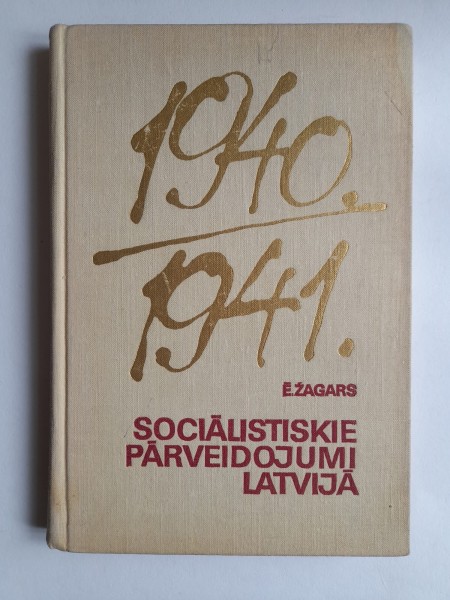 1940.
1941.
Ē.ŽAGARS
SOCIĀLISTISKIE
PĀRVEIDOJUMI
LATVIJĀ